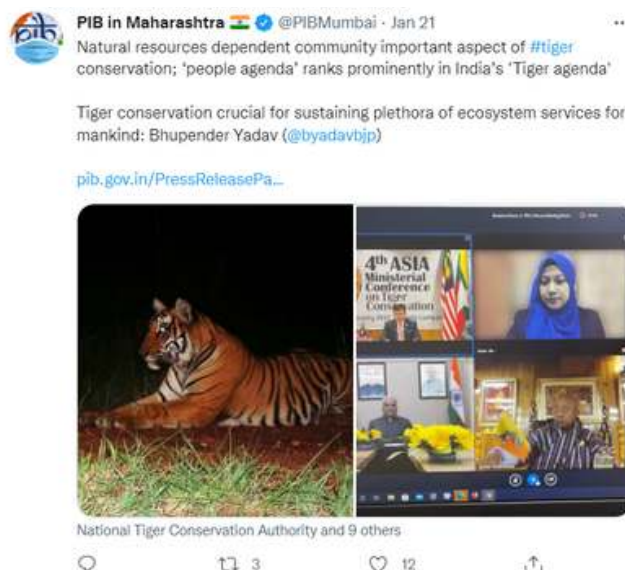 PIB in Maharashtra @PIBMumbai · Jan 21
Natural resources dependent community important aspect of #tiger
conservation; 'people agenda' ranks prominently in India's 'Tiger agenda'
Tiger conservation crucial for sustaining plethora of ecosystem services for
mankind: Bhupender Yadav (@byadavbjp)
pib.gov.in/PressReleasePa...
4th ASIA
Ministerial
Conference
on Tiger
Conservation
National Tiger Conservation Authority and 9 others
3 12